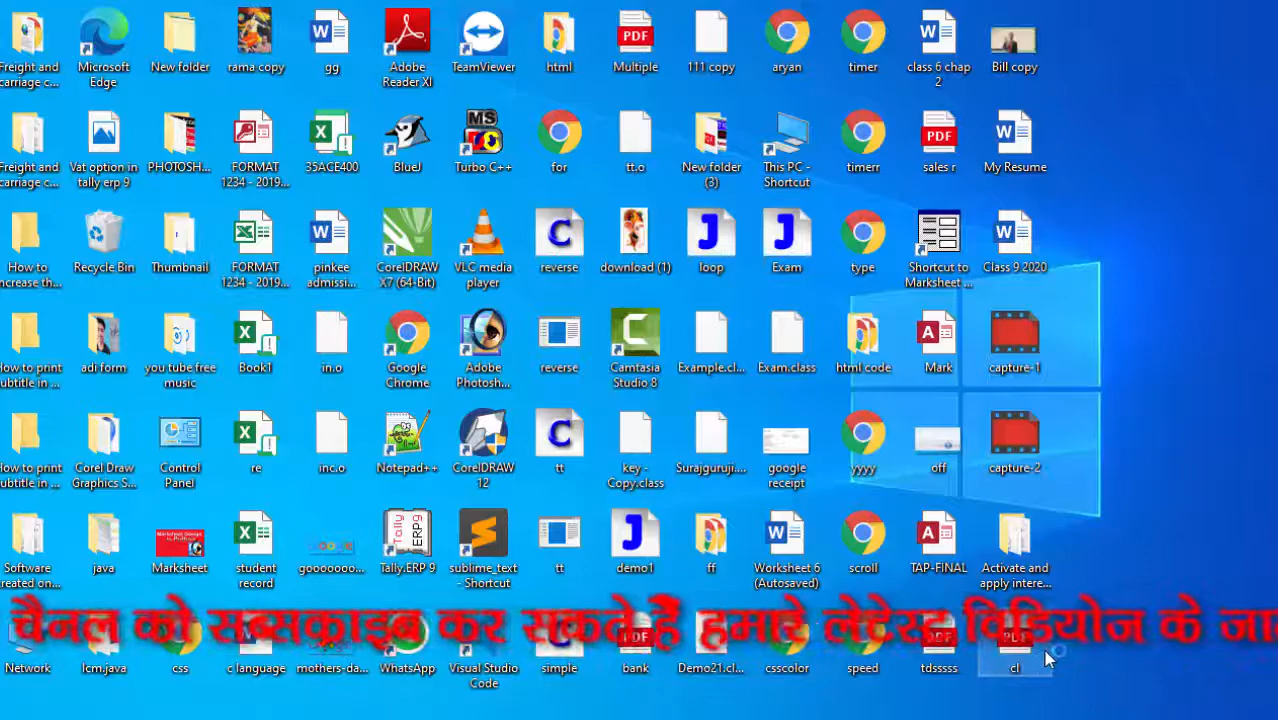 Freight and carriage c...
Microsoft Edge
New folder
rama copy
gg
Adobe Reader XI
TeamViewer
html
Multiple
111 copy
aryan
timer
class 6 chap 2
Bill copy
Freight and carriage c...
Vat option in tally erp 9
PHOTOSH...
FORMAT 1234 - 2019...
35ACE400
BlueJ
Turbo C++
for
tt.o
New folder (3)
This PC - Shortcut
timerr
sales r
My Resume
How to increase th...
Recycle Bin
Thumbnail
FORMAT 1234 - 2019...
pinkee admissi...
CorelDRAW X7 (64-Bit)
VLC media player
reverse
download (1)
loop
Exam
type
Shortcut to Marksheet ...
Class 9 2020
How to print subtitle in ...
adi form
you tube free music
Book1
in.o
Google Chrome
Adobe Photosh...
reverse
Camtasia Studio 8
Example.cl...
Exam.class
html code
Mark
capture-1
How to print subtitle in ...
Corel Draw Graphics S...
Control Panel
re
inc.o
Notepad++
CorelDRAW 12
tt
key - Copy.class
Surajguruji....
google receipt
yyyy
off
capture-2
Software created on...
java
Marksheet
student record
gooooooo...
Tally.ERP 9
sublime_text - Shortcut
tt
demo1
ff
Worksheet 6 (Autosaved)
scroll
TAP-FINAL
Activate and apply intere...
चैनल को सब्सक्राइब कर सकते हैं हमारे लेटेस्ट विडियोज के जा
Network
lcm.java
css
c language
mothers-da...
WhatsApp
Visual Studio Code
simple
bank
Demo21.cl...
csscolor
speed
tdsssss
cl